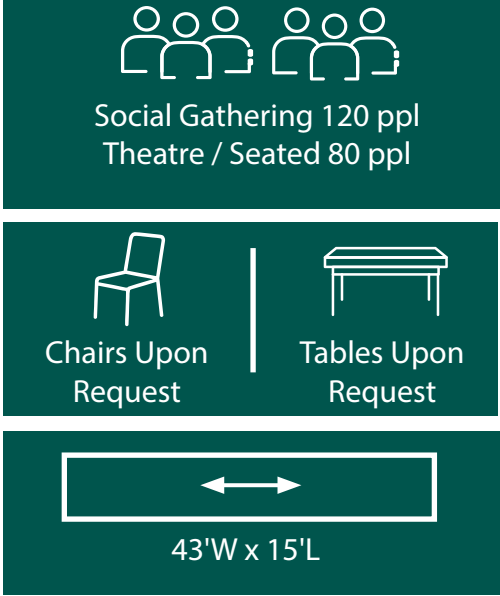 Social Gathering 120 ppl
Theatre / Seated 80 ppl
Chairs Upon
Request
Tables Upon
Request
43'W x 15'L